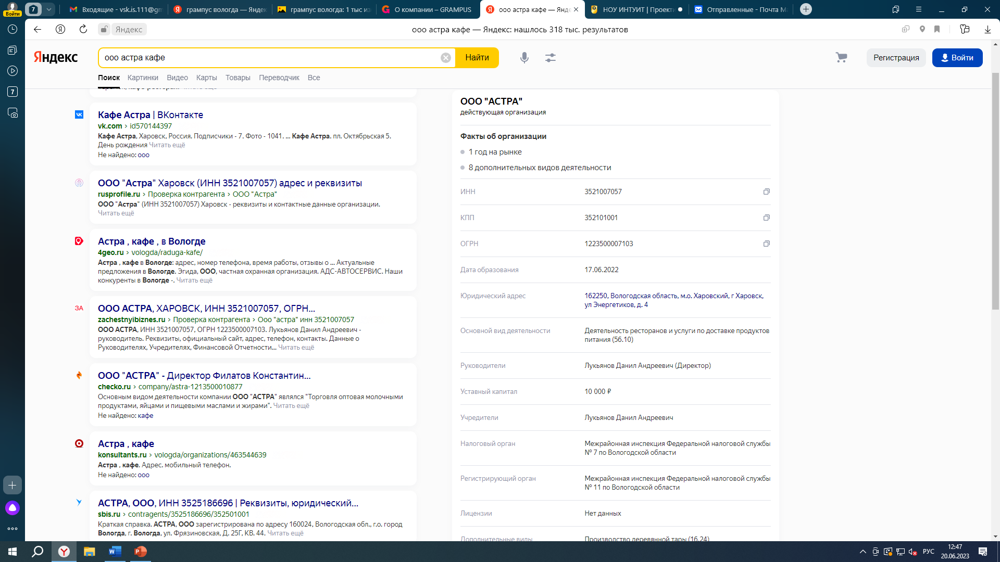 Войти
7
Входящие - vsk.is.111@gm
грампус вологда — Яндек
грампус вологда: 1 тыс из
О компании – GRAMPUS
ооо астра кафе — Янде
НОУ ИНТУИТ | Проекти
Отправленные - Почта Ma
Яндекс
ооо астра кафе — Яндекс: нашлось 318 тыс. результатов
7
Яндекс
ооо астра кафе
Найти
Регистрация
Войти
Поиск
Картинки
Видео
Карты
Товары
Переводчик
Все
Кафе Астра | ВКонтакте
vk.com › id570144397
Кафе Астра, Харовск, Россия. Подписчики - 7. Фото - 1041. ... Кафе Астра. пл. Октябрьская 5.
День рождения Читать ещё
Не найдено: ооо
ООО "Астра" Харовск (ИНН 3521007057) адрес и реквизиты
rusprofile.ru › Проверка контрагента › ООО "Астра"
ООО "Астра" (ИНН 3521007057) Харовск - реквизиты и контактные данные организации.
Читать ещё
Астра , кафе , в Вологде
4geo.ru › vologda/raduga-kafe/
Астра , кафе в Вологде: адрес, номер телефона, время работы, отзывы о ... Актуальные
предложения в Вологде. Эгида, ООО, частная охранная организация. АДС-АВТОСЕРВИС. Наши
конкуренты в Вологде -. Читать ещё
ЗА
ООО АСТРА, ХАРОВСК, ИНН 3521007057, ОГРН...
zachestnyibiznes.ru › Проверка контрагента › Ооо "астра" инн 3521007057
ООО АСТРА, ИНН 3521007057, ОГРН 1223500007103. Лукьянов Данил Андреевич -
руководитель. Реквизиты, официальный сайт, адрес, телефон, контакты. Данные о
Руководителях, Учредителях, Финансовой Отчетности... Читать ещё
ООО "АСТРА" - Директор Филатов Константин...
checko.ru › company/astra-1213500010877
Основным видом деятельности компании ООО "АСТРА" являлся "Торговля оптовая молочными
продуктами, яйцами и пищевыми маслами и жирами". Читать ещё
Не найдено: кафе
Астра , кафе
konsultants.ru › vologda/organizations/463544639
Астра , кафе. Адрес. мобильный телефон.
Не найдено: ооо
АСТРА, ООО, ИНН 3525186696 | Реквизиты, юридический...
sbis.ru › contragents/3525186696/352501001
Краткая справка. АСТРА, ООО зарегистрирована по адресу 160024, Вологодская обл., г.о. город
Вологда, г. Вологда, ул. Фрязиновская, Д. 25Г, КВ. 44. Читать ещё
ООО "АСТРА"
действующая организация
Факты об организации
1 год на рынке
8 дополнительных видов деятельности
ИНН 3521007057
КПП 352101001
ОГРН 1223500007103
Дата образования 17.06.2022
Юридический адрес 162250, Вологодская область, м.о. Харовский, г Харовск,
ул Энергетиков, д. 4
Основной вид деятельности Деятельность ресторанов и услуги по доставке продуктов
питания (56.10)
Руководители Лукьянов Данил Андреевич (Директор)
Уставный капитал 10 000 ₽
Учредители Лукьянов Данил Андреевич
Налоговый орган Межрайонная инспекция Федеральной налоговой службы
№ 7 по Вологодской области
Регистрирующий орган Межрайонная инспекция Федеральной налоговой службы
№ 11 по Вологодской области
Лицензии Нет данных
Дополнительные виды Производство деревянной тары (16.24)
РУС
12:47
20.06.2023